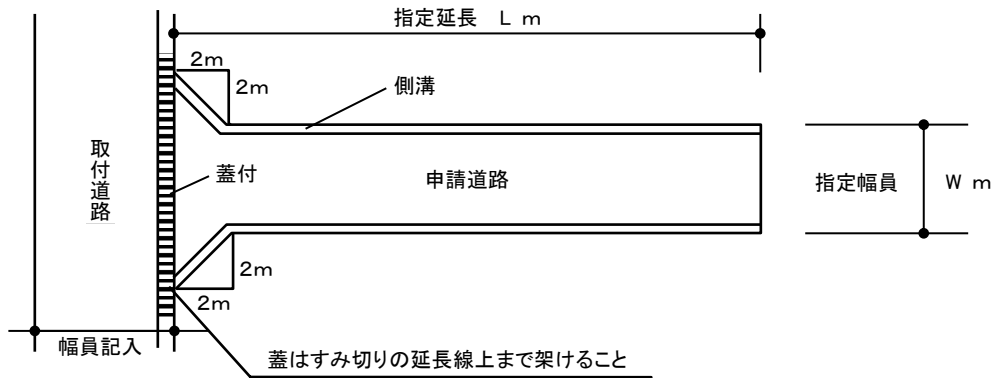 指定延長 L m
2m
2m
側溝
取付道路
蓋付
申請道路
指定幅員
W m
2m
2m
幅員記入
蓋はすみ切りの延長線上まで架けること